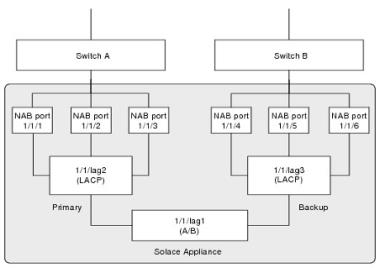 Switch A
Switch B
NAB port
1/1/1
NAB port
1/1/2
NAB port
1/1/3
NAB port
1/1/4
NAB port
1/1/5
NAB port
1/1/6
1/1/lag2
(LACP)
1/1/lag3
(LACP)
Primary
Backup
1/1/lag1
(A/B)
Solace Appliance